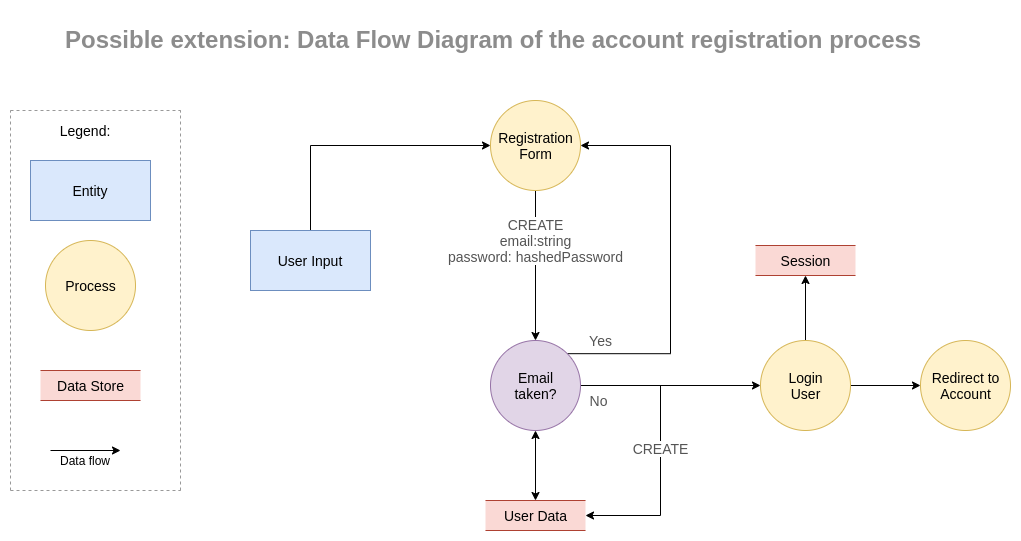 Possible extension: Data Flow Diagram of the account registration process
Legend:
Entity
Process
Data Store
Data flow
User Input
Registration
Form
CREATE
email:string
password: hashedPassword
Yes
Email
taken?
No
CREATE
User Data
Session
Login
User
Redirect to
Account